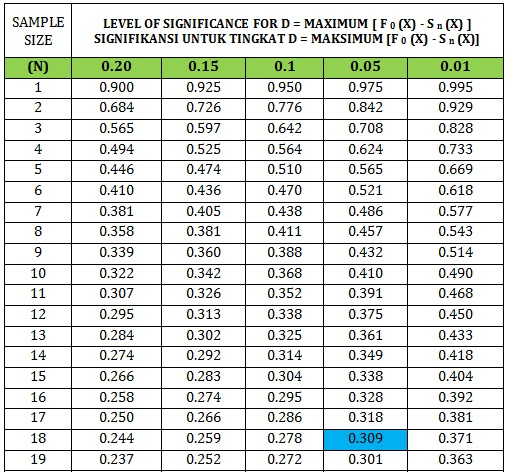 SAMPLE SIZE LEVEL OF SIGNIFICANCE FOR D = MAXIMUM [ F 0 (X) - S n (X) ]
SIGNIFIKANSI UNTUK TINGKAT D = MAKSIMUM [F 0 (X) - S n (X)]
(N) 0.20 0.15 0.1 0.05 0.01
1 0.900 0.925 0.950 0.975 0.995
2 0.684 0.726 0.776 0.842 0.929
3 0.565 0.597 0.642 0.708 0.828
4 0.494 0.525 0.564 0.624 0.733
5 0.446 0.474 0.510 0.565 0.669
6 0.410 0.436 0.470 0.521 0.618
7 0.381 0.405 0.438 0.486 0.577
8 0.358 0.381 0.411 0.457 0.543
9 0.339 0.360 0.388 0.432 0.514
10 0.322 0.342 0.368 0.410 0.490
11 0.307 0.326 0.352 0.391 0.468
12 0.295 0.313 0.338 0.375 0.450
13 0.284 0.302 0.325 0.361 0.433
14 0.274 0.292 0.314 0.349 0.418
15 0.266 0.283 0.304 0.338 0.404
16 0.258 0.274 0.295 0.328 0.392
17 0.250 0.266 0.286 0.318 0.381
18 0.244 0.259 0.278 0.309 0.371
19 0.237 0.252 0.272 0.301 0.363